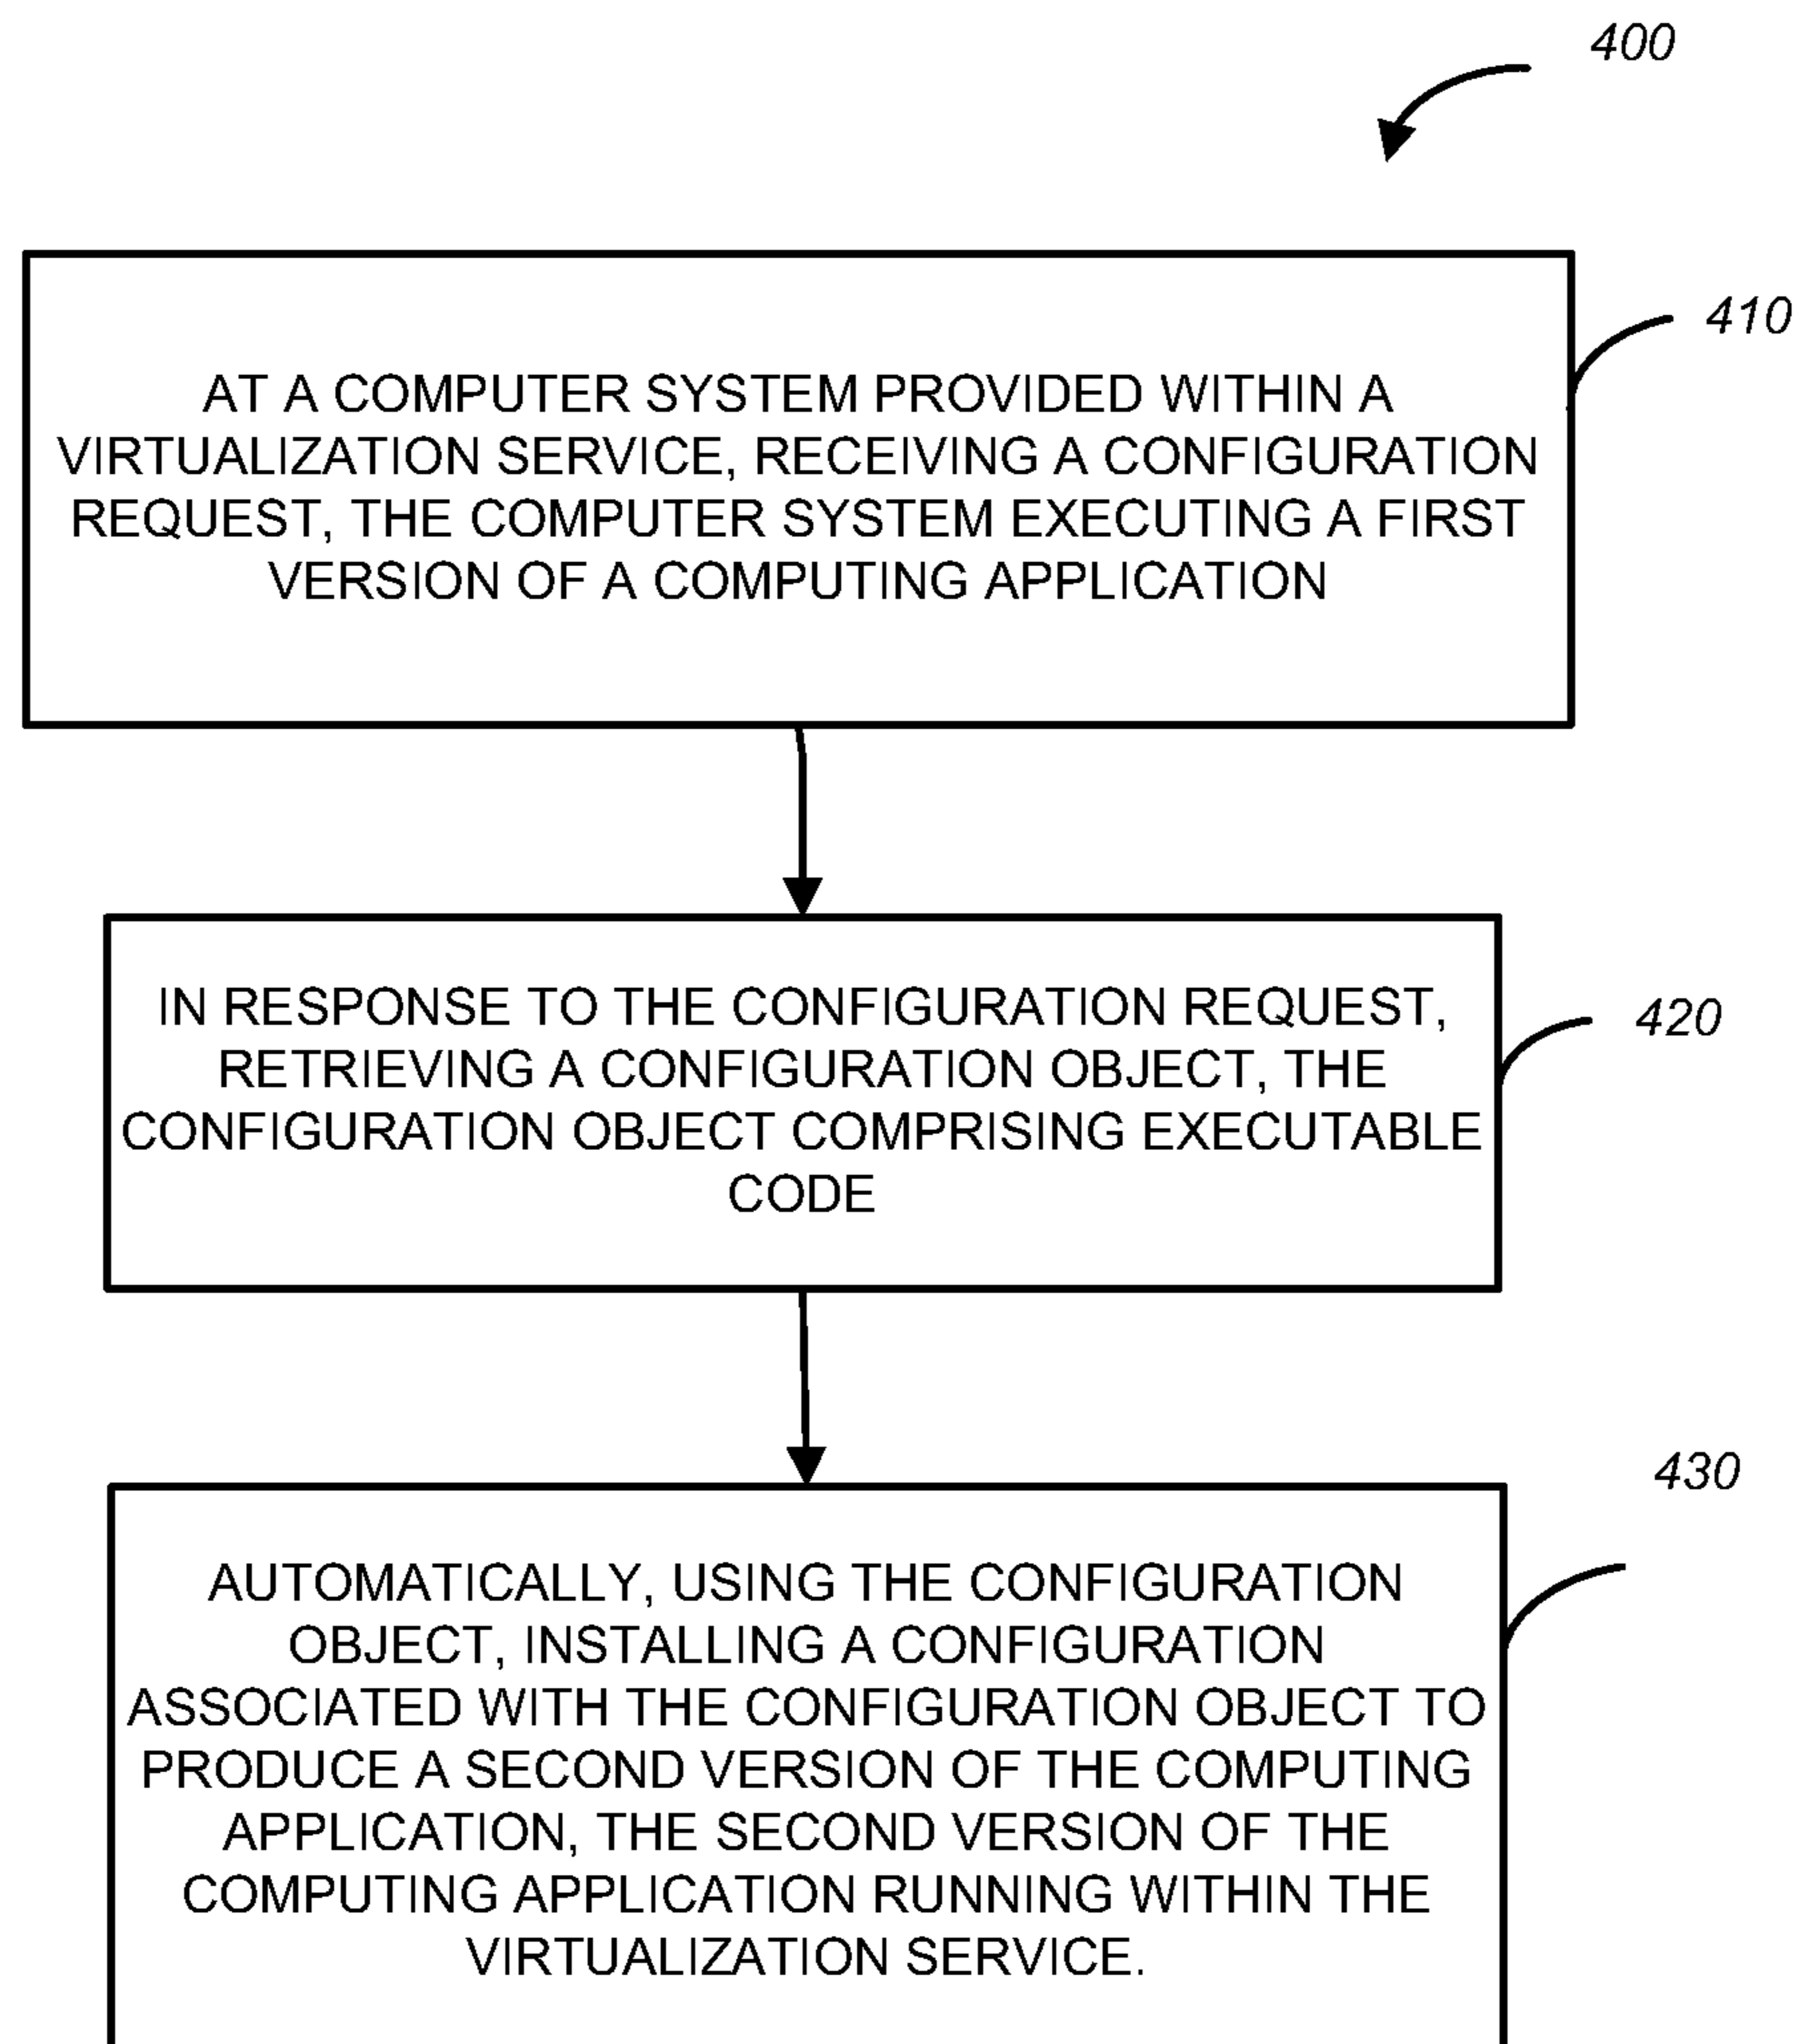 400
410
AT A COMPUTER SYSTEM PROVIDED WITHIN A
VIRTUALIZATION SERVICE, RECEIVING A CONFIGURATION
REQUEST, THE COMPUTER SYSTEM EXECUTING A FIRST
VERSION OF A COMPUTING APPLICATION
420
IN RESPONSE TO THE CONFIGURATION REQUEST,
RETRIEVING A CONFIGURATION OBJECT, THE
CONFIGURATION OBJECT COMPRISING EXECUTABLE
CODE
430
AUTOMATICALLY, USING THE CONFIGURATION
OBJECT, INSTALLING A CONFIGURATION
ASSOCIATED WITH THE CONFIGURATION OBJECT TO
PRODUCE A SECOND VERSION OF THE COMPUTING
APPLICATION, THE SECOND VERSION OF THE
COMPUTING APPLICATION RUNNING WITHIN THE
VIRTUALIZATION SERVICE.